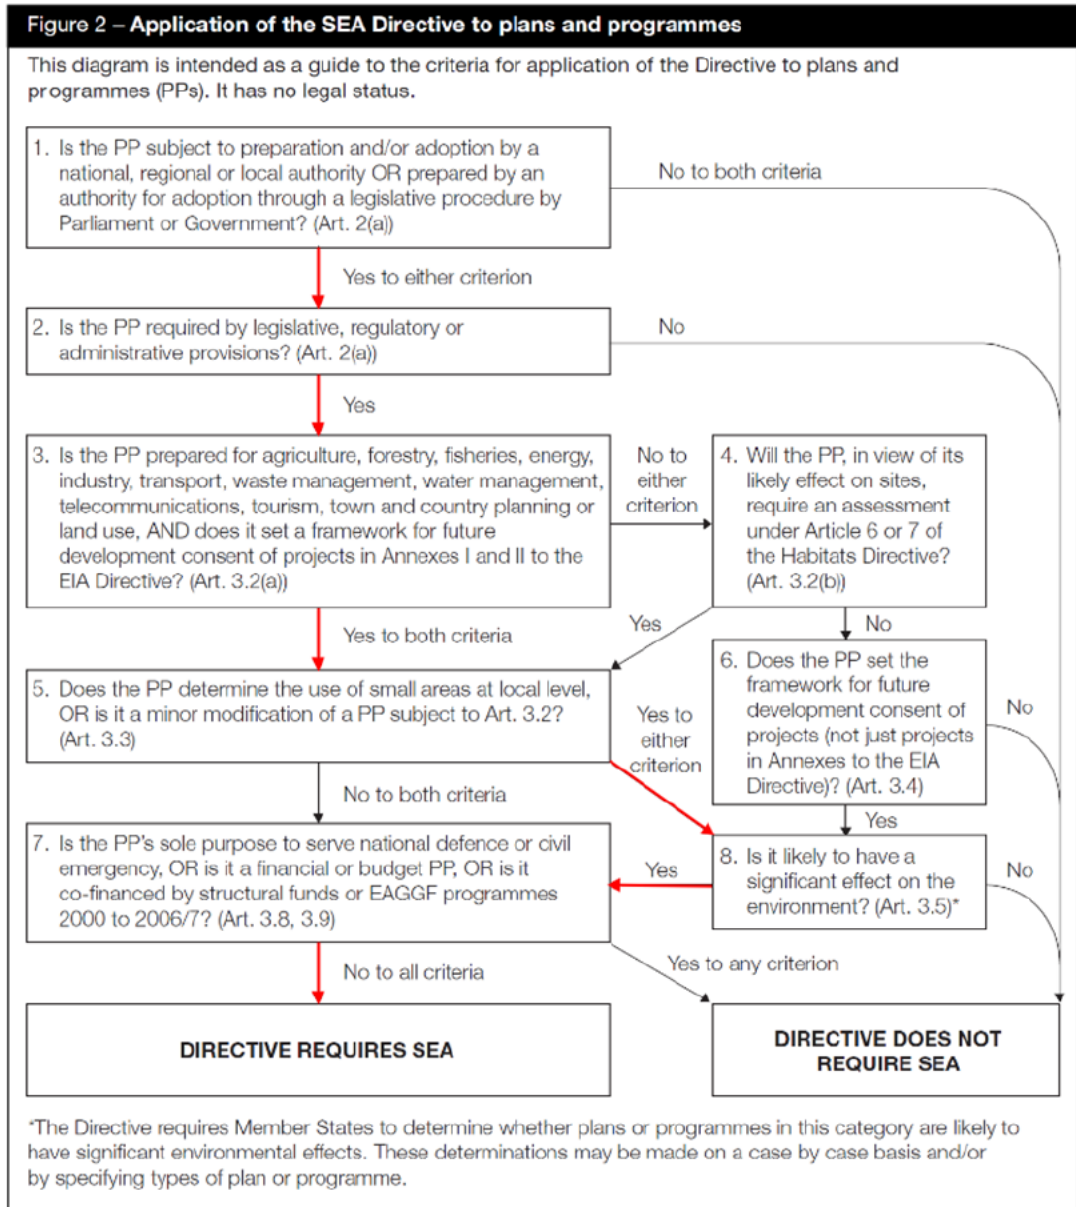 Figure 2 – Application of the SEA Directive to plans and programmes
This diagram is intended as a guide to the criteria for application of the Directive to plans and
programmes (PPs). It has no legal status.
1. Is the PP subject to preparation and/or adoption by a
national, regional or local authority OR prepared by an
authority for adoption through a legislative procedure by
Parliament or Government? (Art. 2(a))
No to both criteria
Yes to either criterion
2. Is the PP required by legislative, regulatory or
administrative provisions? (Art. 2(a))
No
Yes
3. Is the PP prepared for agriculture, forestry, fisheries, energy,
industry, transport, waste management, water management,
telecommunications, tourism, town and country planning or
land use, AND does it set a framework for future
development consent of projects in Annexes I and II to the
EIA Directive? (Art. 3.2(a))
No to
either
criterion
4. Will the PP, in view of its
likely effect on sites,
require an assessment
under Article 6 or 7 of
the Habitats Directive?
(Art. 3.2(b))
Yes to both criteria
Yes
No
5. Does the PP determine the use of small areas at local level,
OR is it a minor modification of a PP subject to Art. 3.2?
(Art. 3.3)
Yes to
either
criterion
6. Does the PP set the
framework for future
development consent of
projects (not just projects
in Annexes to the EIA
Directive)? (Art. 3.4)
No
No to both criteria
Yes
7. Is the PP's sole purpose to serve national defence or civil
emergency, OR is it a financial or budget PP, OR is it
co-financed by structural funds or EAGGF programmes
2000 to 2006/7? (Art. 3.8, 3.9)
Yes
8. Is it likely to have a
significant effect on the
environment? (Art. 3.5)*
No
No to all criteria
Yes to any criterion
DIRECTIVE REQUIRES SEA
DIRECTIVE DOES NOT
REQUIRE SEA
*The Directive requires Member States to determine whether plans or programmes in this category are likely to
have significant environmental effects. These determinations may be made on a case by case basis and/or
by specifying types of plan or programme.